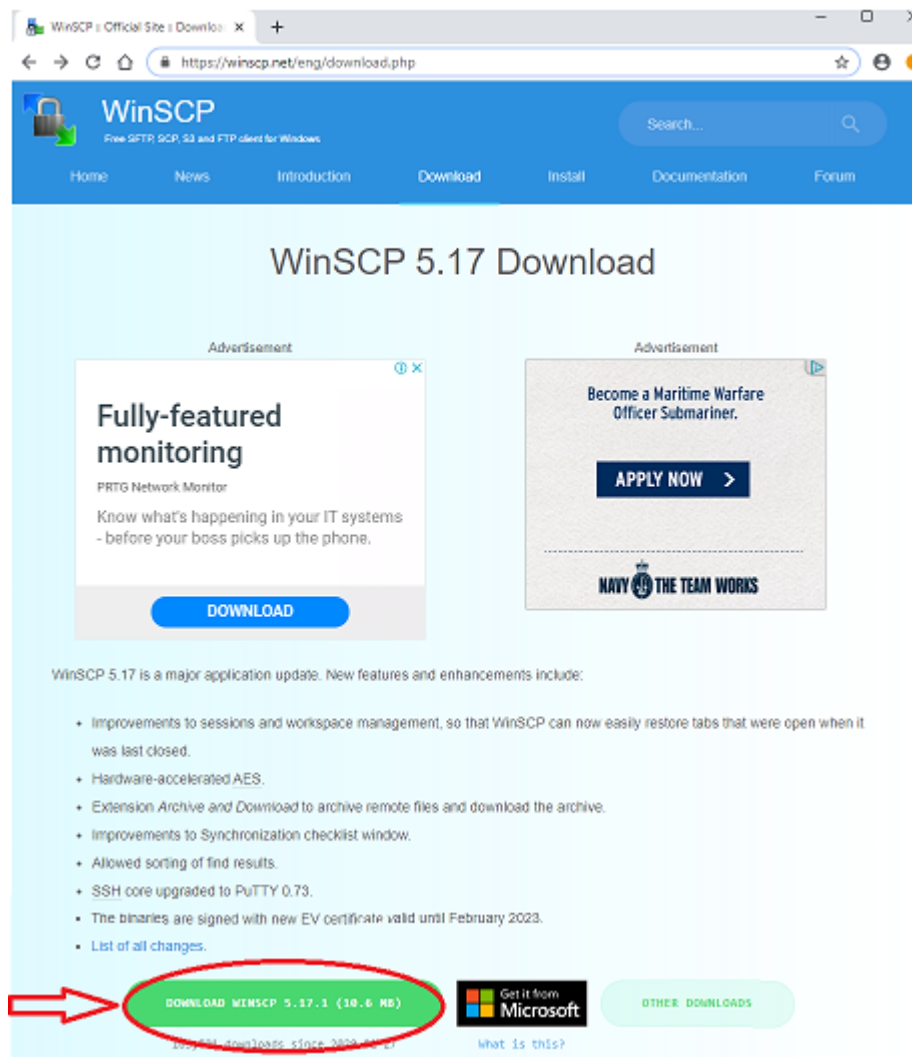 WinSCP :: Official Site :: Downloa
https://winscp.net/eng/download.php
WinSCP
Free SFTP, SCP, S3 and FTP client for Windows
Search...
Home News Introduction Download Install Documentation Forum
WinSCP 5.17 Download
Advertisement
Fully-featured
monitoring
PRTG Network Monitor
Know what's happening in your IT systems
- before your boss picks up the phone.
DOWNLOAD
Advertisement
Become a Maritime Warfare
Officer Submariner.
APPLY NOW >
NAVY THE TEAM WORKS
WinSCP 5.17 is a major application update. New features and enhancements include:
• Improvements to sessions and workspace management, so that WinSCP can now easily restore tabs that were open when it
was last closed.
• Hardware-accelerated AES.
• Extension Archive and Download to archive remote files and download the archive.
• Improvements to Synchronization checklist window.
• Allowed sorting of find results.
• SSH core upgraded to PuTTY 0.73.
• The binaries are signed with new EV certificate valid until February 2023.
• List of all changes.
DOWNLOAD WINSCP 5.17.1 (10.6 MB)
downloads since
Get it from
Microsoft
What is this?
OTHER DOWNLOADS